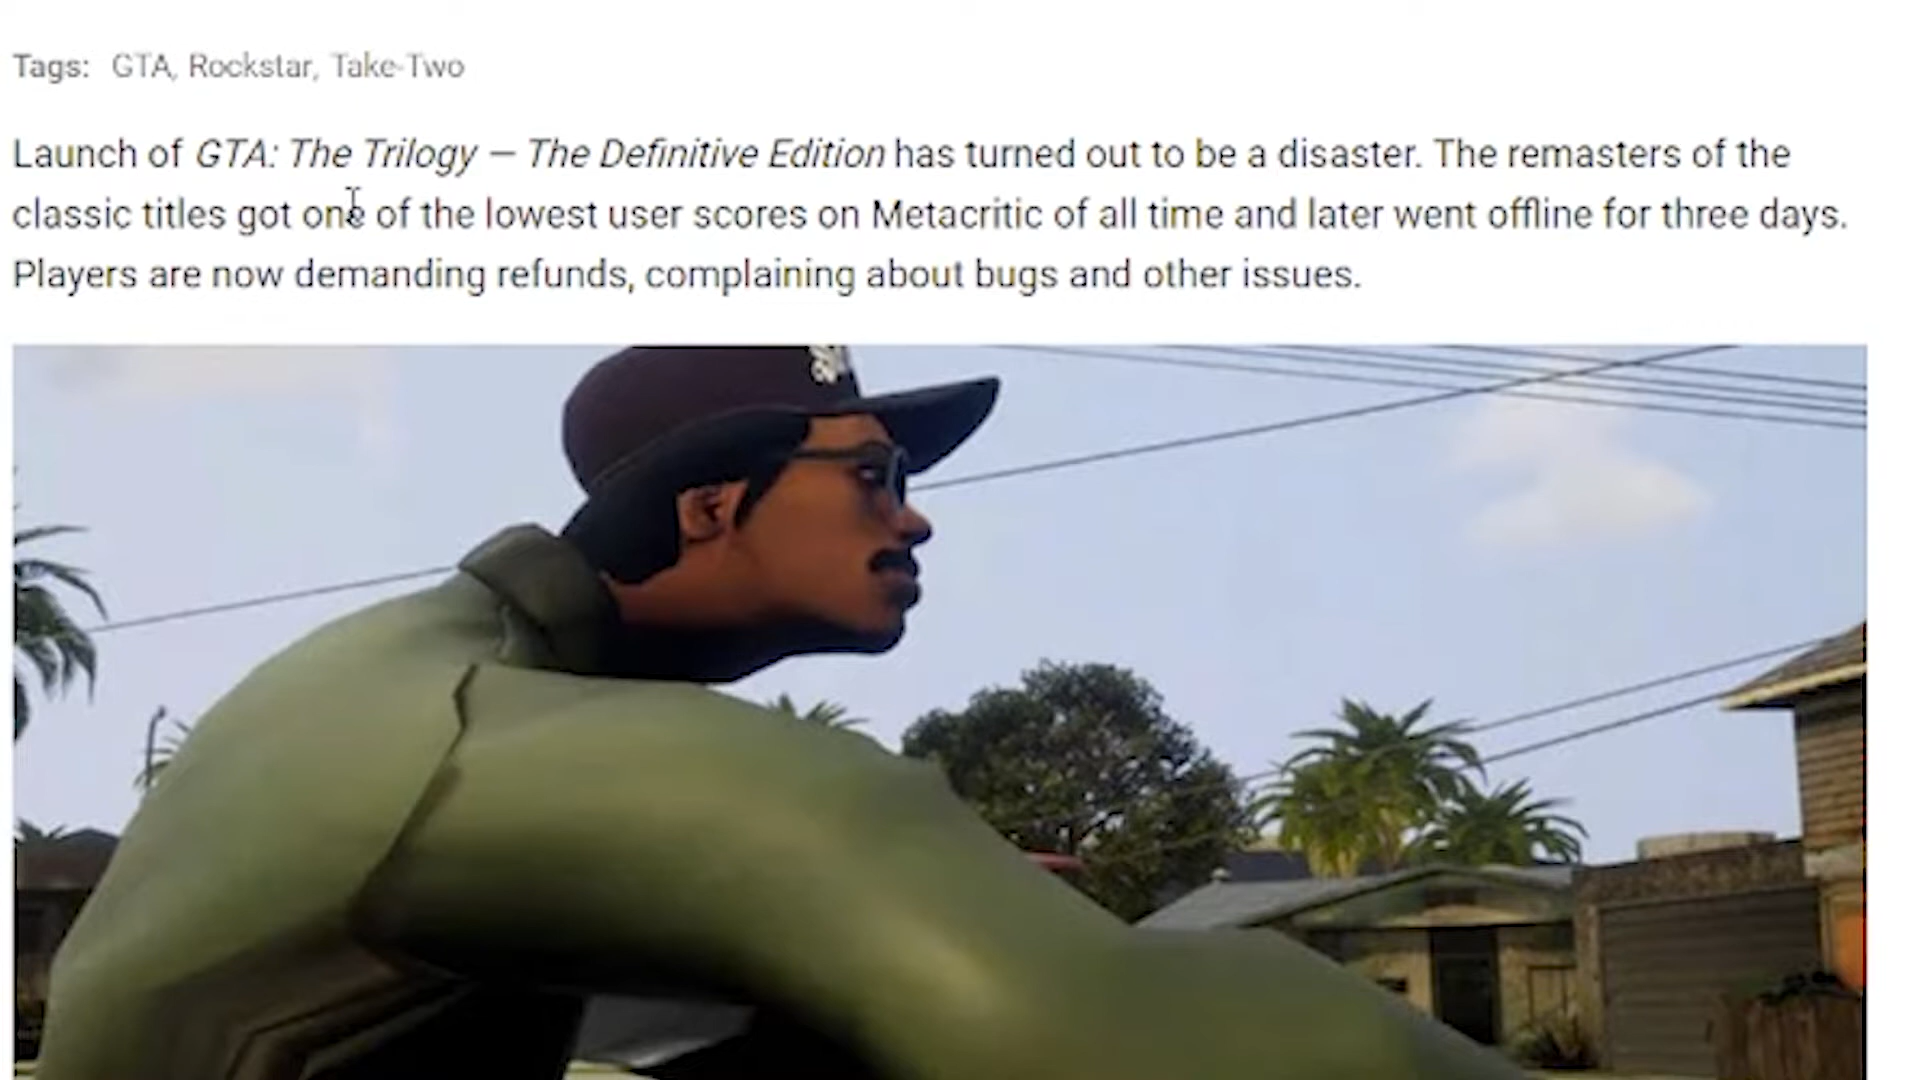 Tags: GTA, Rockstar, Take-Two
Launch of GTA: The Trilogy — The Definitive Edition has turned out to be a disaster. The remasters of the
classic titles got one of the lowest user scores on Metacritic of all time and later went offline for three days.
Players are now demanding refunds, complaining about bugs and other issues.